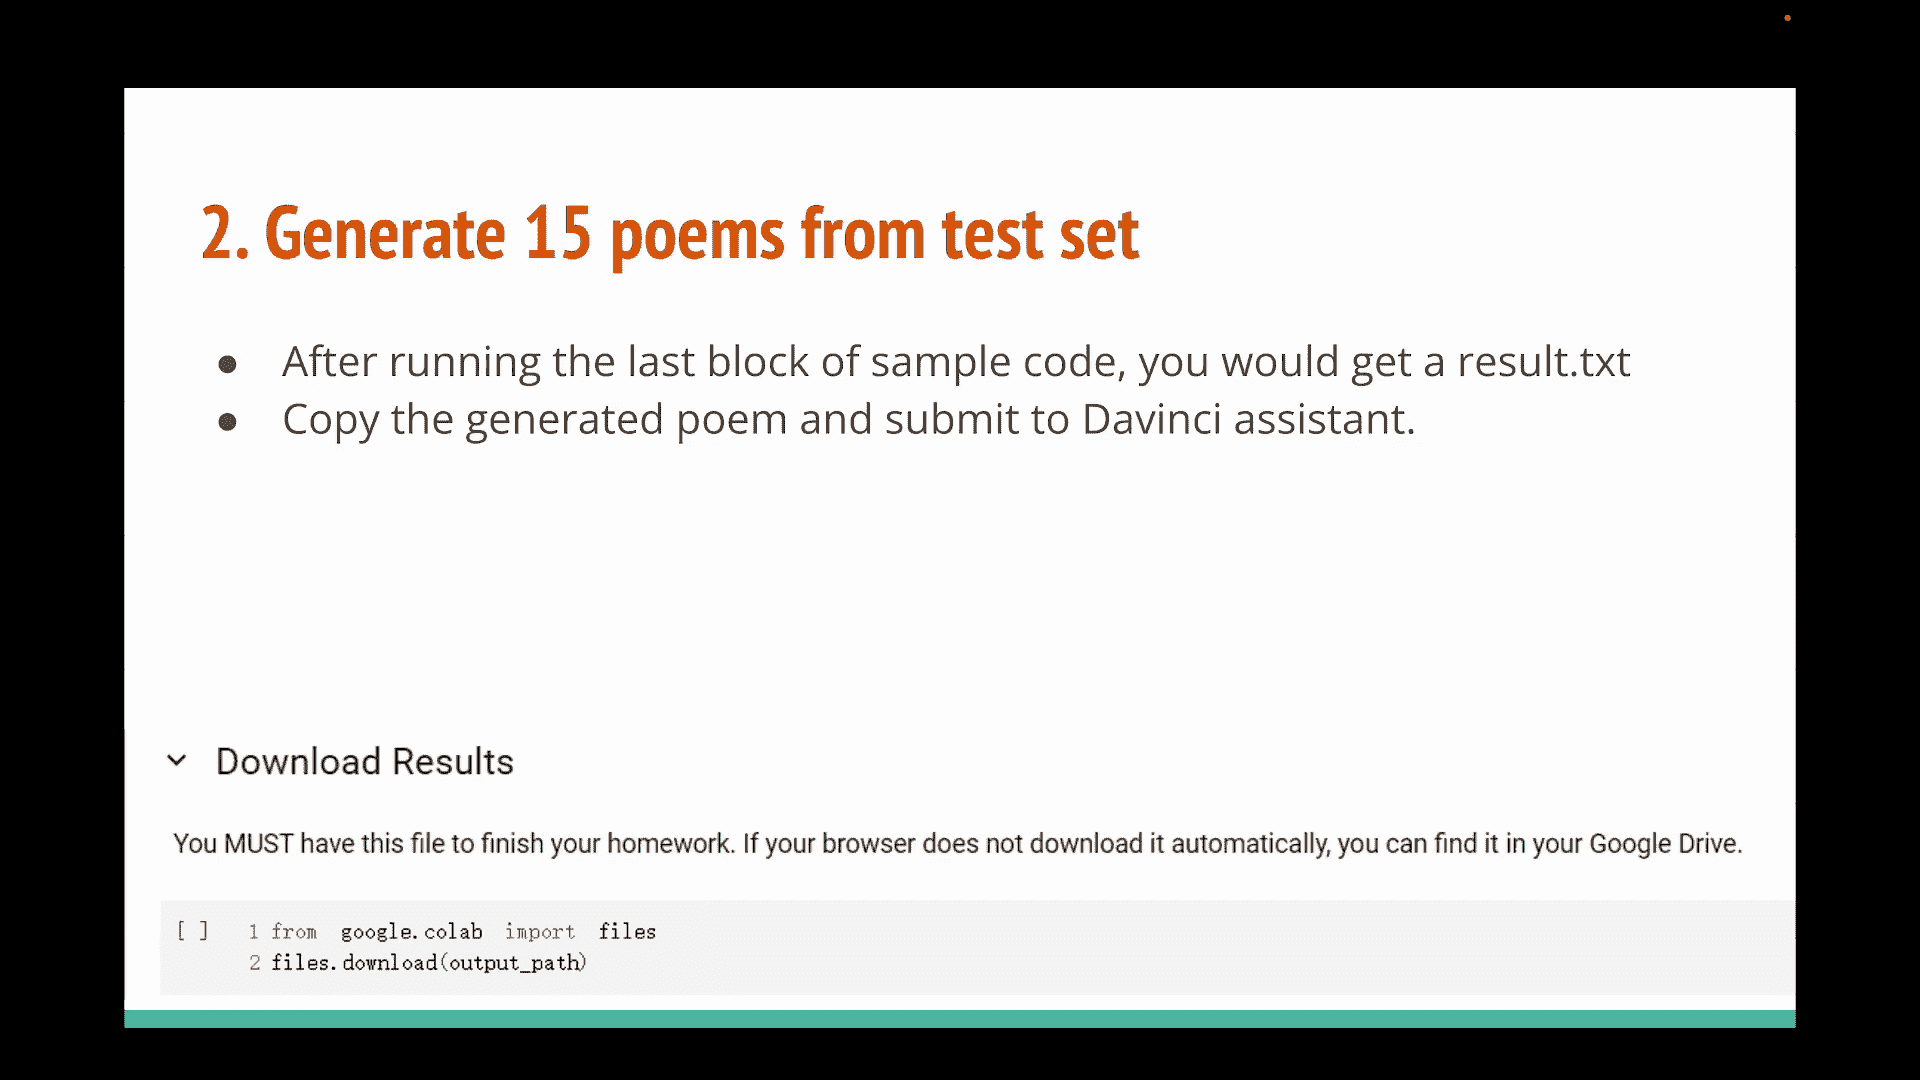 2. Generate 15 poems from test set
● After running the last block of sample code, you would get a result.txt
● Copy the generated poem and submit to Davinci assistant.
Download Results
You MUST have this file to finish your homework. If your browser does not download it automatically, you can find it in your Google Drive.
[ ] 1 from google.colab import files
2 files.download(output_path)